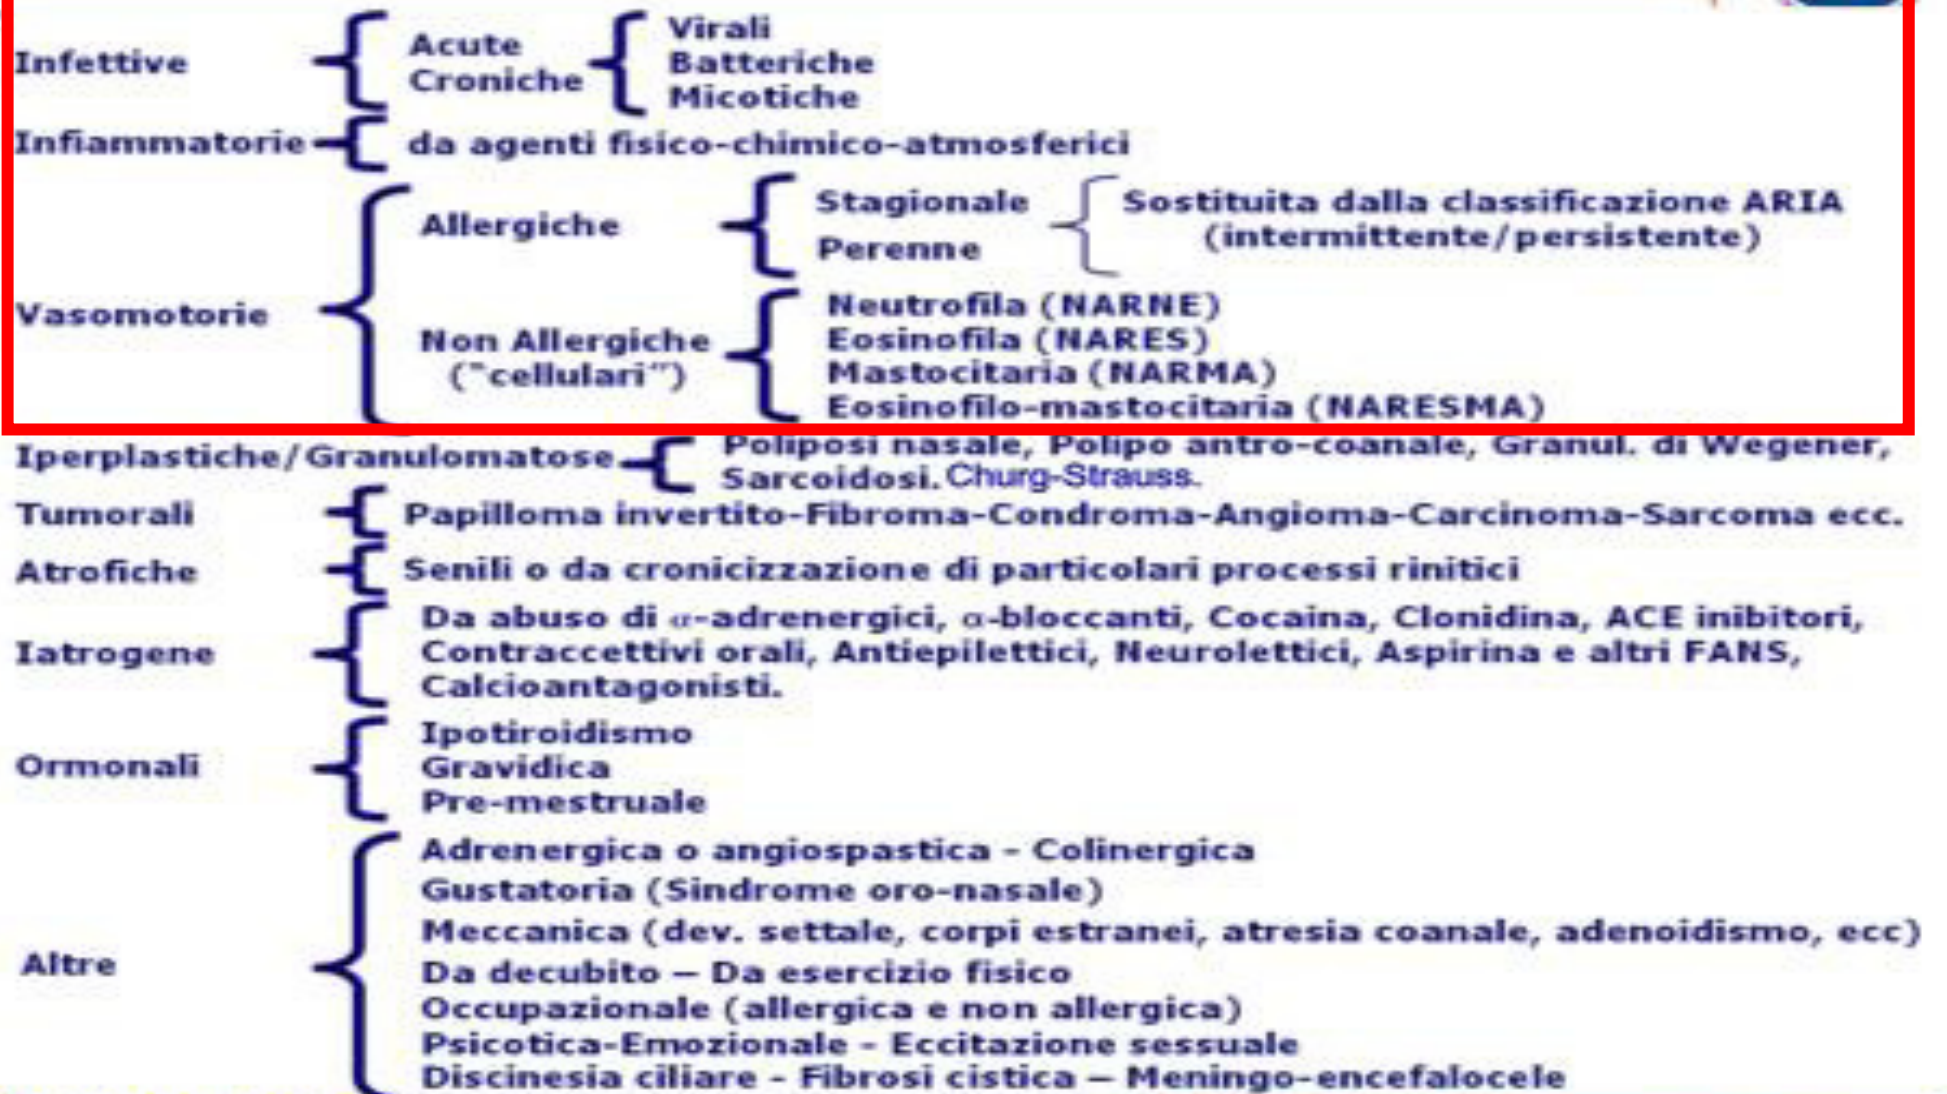 Infettive
Acute
Croniche
Virali
Batteriche
Micotiche
Infiammatorie
da agenti fisico-chimico-atmosferici
Vasomotorie
Allergiche
Stagionale
Perenne
Sostituita dalla classificazione ARIA
(intermittente/persistente)
Non Allergiche
("cellulari")
Neutrofila (NARNE)
Eosinofila (NARES)
Mastocitaria (NARMA)
Eosinofilo-mastocitaria (NARESMA)
Iperplastiche/Granulomatose
Poliposi nasale, Polipo antro-coanale, Granul. di Wegener,
Sarcoidosi. Churg-Strauss.
Tumorali
Papilloma invertito-Fibroma-Condroma-Angioma-Carcinoma-Sarcoma ecc.
Atrofiche
Senili o da cronicizzazione di particolari processi rinitici
Iatrogene
Da abuso di α-adrenergici, α-bloccanti, Cocaina, Clonidina, ACE inibitori,
Contraccettivi orali, Antiepilettici, Neurolettici, Aspirina e altri FANS,
Calcioantagonisti.
Ormonali
Ipotiroidismo
Gravidica
Pre-mestruale
Altre
Adrenergica o angiospastica - Colinergica
Gustatoria (Sindrome oro-nasale)
Meccanica (dev. settale, corpi estranei, atresia coanale, adenoidismo, ecc)
Da decubito – Da esercizio fisico
Occupazionale (allergica e non allergica)
Psicotica-Emozionale - Eccitazione sessuale
Discinesia ciliare - Fibrosi cistica – Meningo-encefalocele